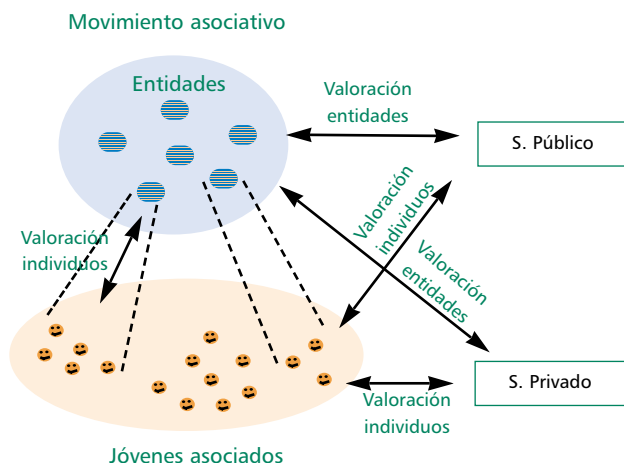 Movimiento asociativo
Entidades
Valoración
entidades
S. Público
Valoración
individuos
Valoración
individuos
Valoración
entidades
S. Privado
Valoración
individuos
Jóvenes asociados